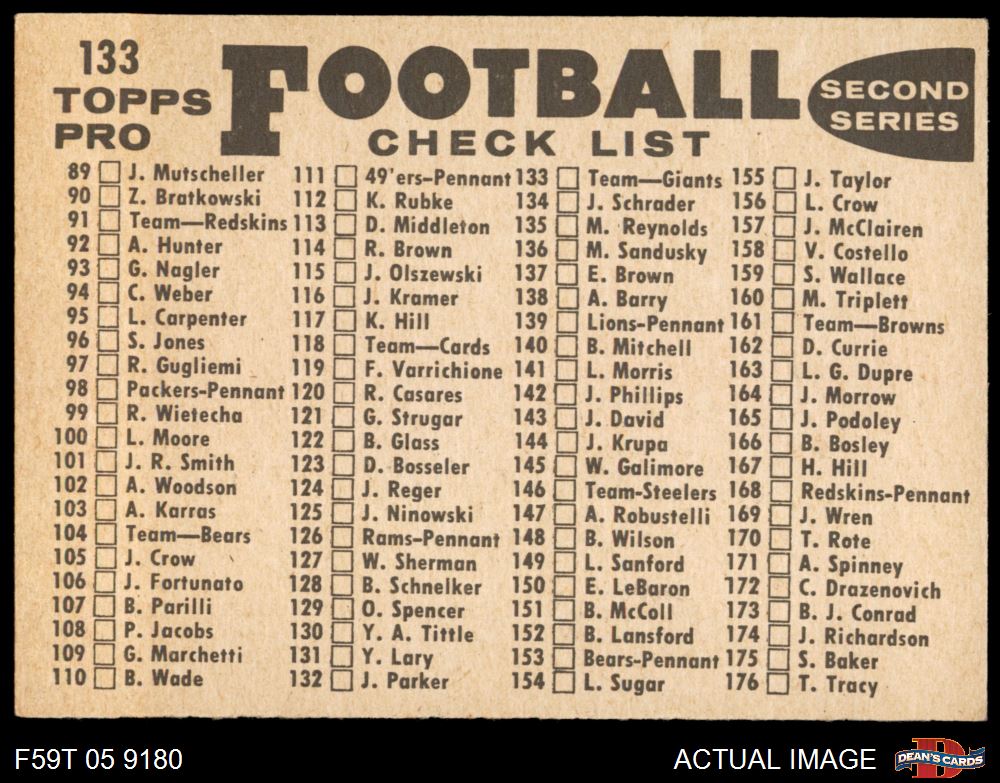 133
TOPPS
PRO
FOOTBALL
CHECK LIST
SECOND
SERIES
89 J. Mutscheller
90 Z. Bratkowski
91 Team—Redskins
92 A. Hunter
93 G. Nagler
94 C. Weber
95 L. Carpenter
96 S. Jones
97 R. Gugliemi
98 Packers-Pennant
99 R. Wietecha
100 L. Moore
101 J. R. Smith
102 A. Woodson
103 A. Karras
104 Team—Bears
105 J. Crow
106 J. Fortunato
107 B. Parilli
108 P. Jacobs
109 G. Marchetti
110 B. Wade
111 49'ers-Pennant
112 K. Rubke
113 D. Middleton
114 R. Brown
115 J. Olszewski
116 J. Kramer
117 K. Hill
118 Team—Cards
119 F. Varrichione
120 R. Casares
121 G. Strugar
122 B. Glass
123 D. Bosseler
124 J. Reger
125 J. Ninowski
126 Rams-Pennant
127 W. Sherman
128 B. Schnelker
129 O. Spencer
130 Y. A. Tittle
131 Y. Lary
132 J. Parker
133 Team—Giants
134 J. Schrader
135 M. Reynolds
136 M. Sandusky
137 E. Brown
138 A. Barry
139 Lions-Pennant
140 B. Mitchell
141 L. Morris
142 J. Phillips
143 J. David
144 J. Krupa
145 W. Galimore
146 Team-Steelers
147 A. Robustelli
148 B. Wilson
149 L. Sanford
150 E. LeBaron
151 B. McColl
152 B. Lansford
153 Bears-Pennant
154 L. Sugar
155 J. Taylor
156 L. Crow
157 J. McClairen
158 V. Costello
159 S. Wallace
160 M. Triplett
161 Team—Browns
162 D. Currie
163 L. G. Dupre
164 J. Morrow
165 J. Podoley
166 B. Bosley
167 H. Hill
168 Redskins-Pennant
169 J. Wren
170 T. Rote
171 A. Spinney
172 C. Drazenovich
173 B. J. Conrad
174 J. Richardson
175 S. Baker
176 T. Tracy
F59T 05 9180
ACTUAL IMAGE
D
DEAN'S CARDS